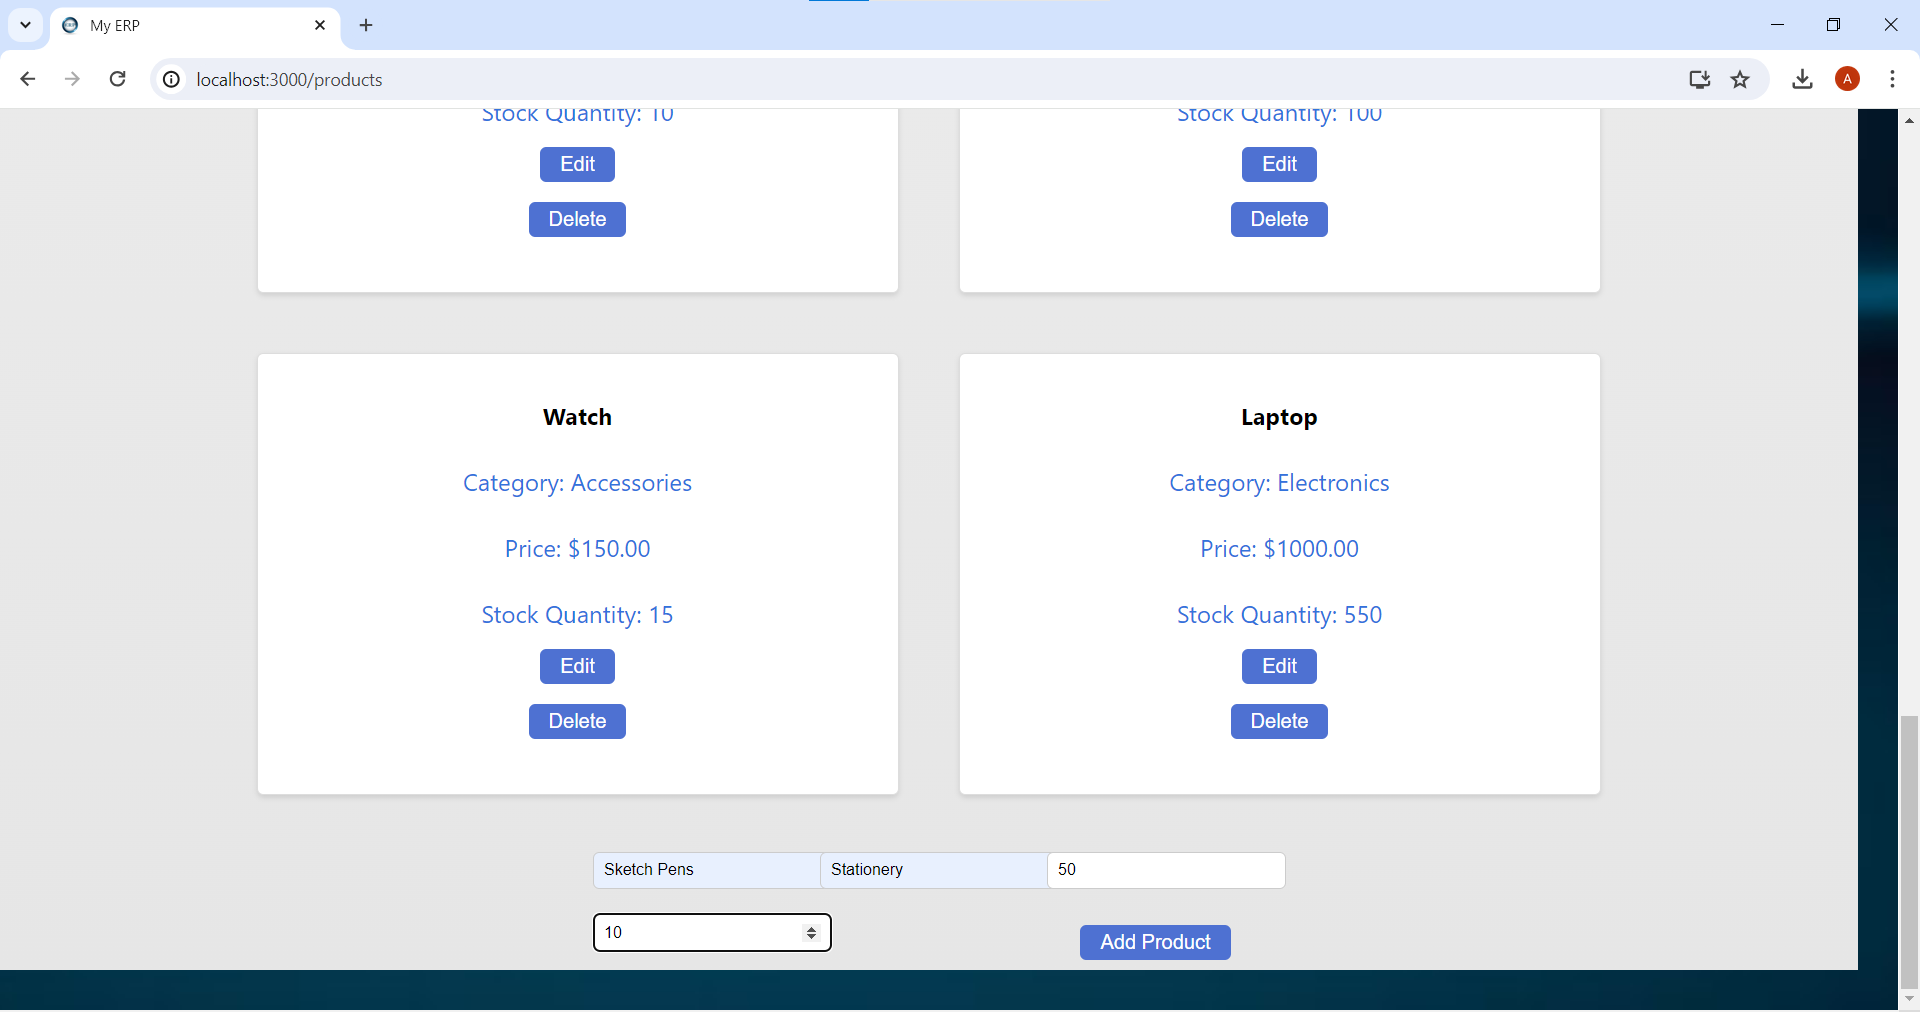 My ERP
localhost:3000/products
A
Stock Quantity: 10
Stock Quantity: 100
Edit
Edit
Delete
Delete
Watch
Laptop
Category: Accessories
Category: Electronics
Price: $150.00
Price: $1000.00
Stock Quantity: 15
Stock Quantity: 550
Edit
Edit
Delete
Delete
Sketch Pens
Stationery
50
10
Add Product